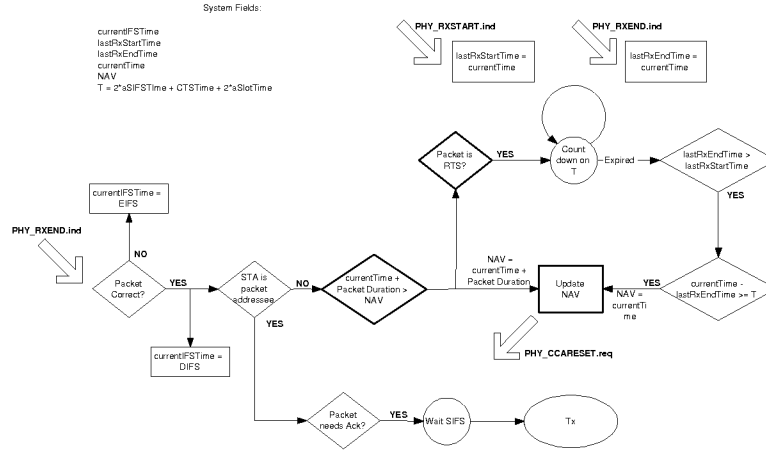 System Fields:
currentIFSTime
lastRxStartTime
lastRxEndTime
currentTime
NAV
T = 2*aSIFSTime + CTSTime + 2*aSlotTime
PHY_RXSTART.ind
lastRxStartTime =
currentTime
PHY_RXEND.ind
lastRxEndTime =
currentTime
Packet is
RTS?
YES
Count
down on
T
Expired
lastRxEndTime >
lastRxStartTime
YES
currentIFSTime =
EIFS
PHY_RXEND.ind
NO
Packet
Correct?
YES
STA is
packet
addressee
NO
currentTime +
Packet Duration >
NAV
NAV =
currentTime +
Packet Duration
Update
NAV
YES
NAV =
currentTi
me
currentTime -
lastRxEndTime >= T
YES
currentIFSTime =
DIFS
PHY_CCARESET.req
Packet
needs Ack?
YES
Wait SIFS
Tx